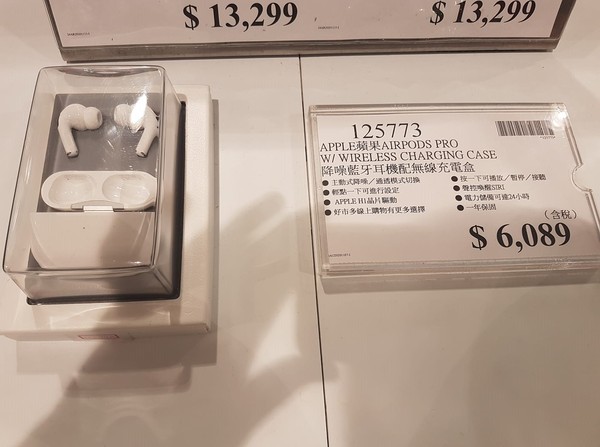 $ 13,299
$ 13,299
125773
APPLE蘋果AIRPODS PRO
W/ WIRELESS CHARGING CASE
降噪藍牙耳機配無線充電盒
● 主動式降噪／通透模式切換
● 輕點一下可進行設定
● APPLE H1晶片驅動
● 好市多線上購物有更多選擇
● 按一下可播放／暫停／接聽
聲控喚醒SIRI
● 電力儲備可達24小時
● 一年保固
（含稅）
$ 6,089